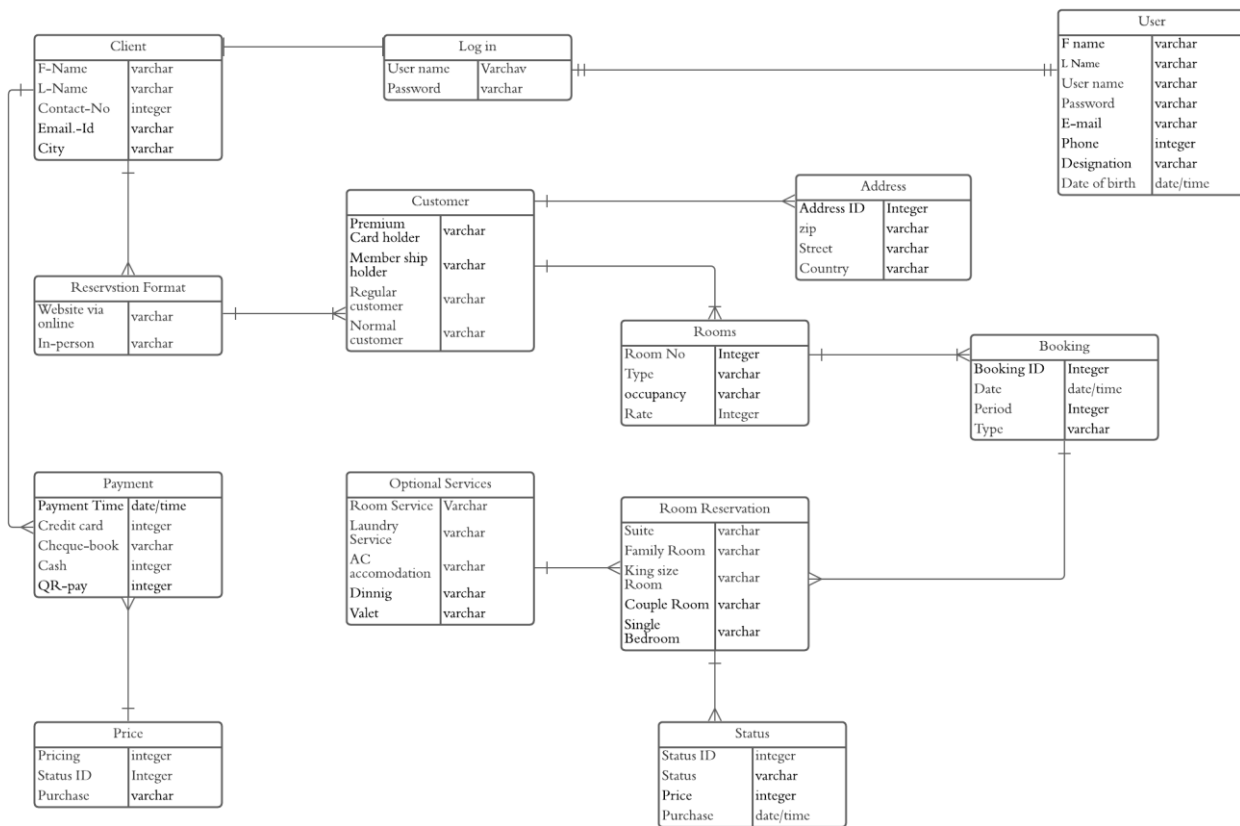 Client
F-Name varchar
L-Name varchar
Contact-No integer
Email.-Id varchar
City varchar
Log in
User name Varchav
Password varchar
User
F name varchar
L Name varchar
User name varchar
Password varchar
E-mail varchar
Phone integer
Designation varchar
Date of birth date/time
Customer
Premium
Card holder varchar
Member ship
holder varchar
Regular
customer varchar
Normal
customer varchar
Address
Address ID Integer
zip varchar
Street varchar
Country varchar
Reservstion Format
Website via
online varchar
In-person varchar
Rooms
Room No Integer
Type varchar
occupancy varchar
Rate Integer
Booking
Booking ID Integer
Date date/time
Period Integer
Type varchar
Payment
Payment Time date/time
Credit card integer
Cheque-book varchar
Cash integer
QR-pay integer
Optional Services
Room Service Varchar
Laundry
Service varchar
AC
accomodation varchar
Dinnig varchar
Valet varchar
Room Reservation
Suite varchar
Family Room varchar
King size
Room varchar
Couple Room varchar
Single
Bedroom varchar
Price
Pricing integer
Status ID Integer
Purchase varchar
Status
Status ID integer
Status varchar
Price integer
Purchase date/time